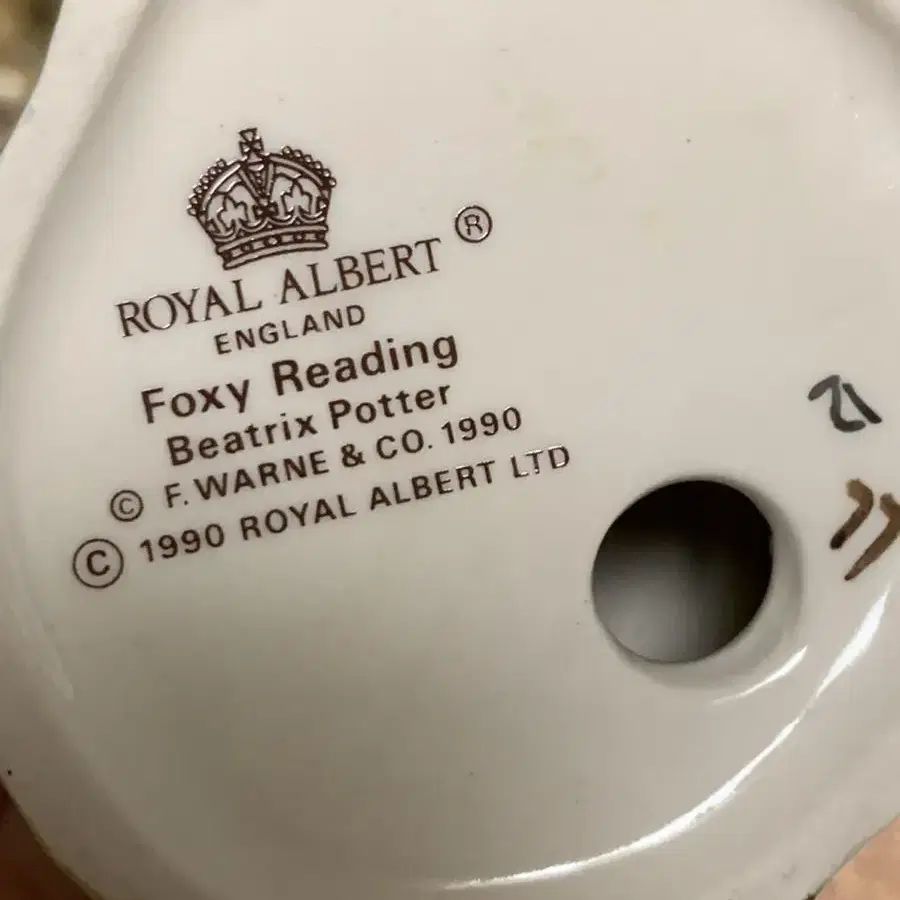 ROYAL ALBERT ®
ENGLAND
Foxy Reading
Beatrix Potter
© F. WARNE & CO. 1990
© 1990 ROYAL ALBERT LTD
21